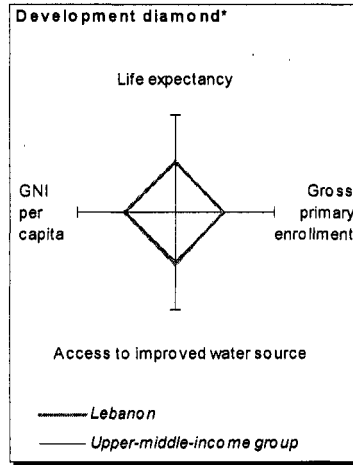 Development diamond*
Life expectancy
GNI
per
capita
Gross
primary
enrollment
Access to improved water source
Lebanon
Upper-middle-income group